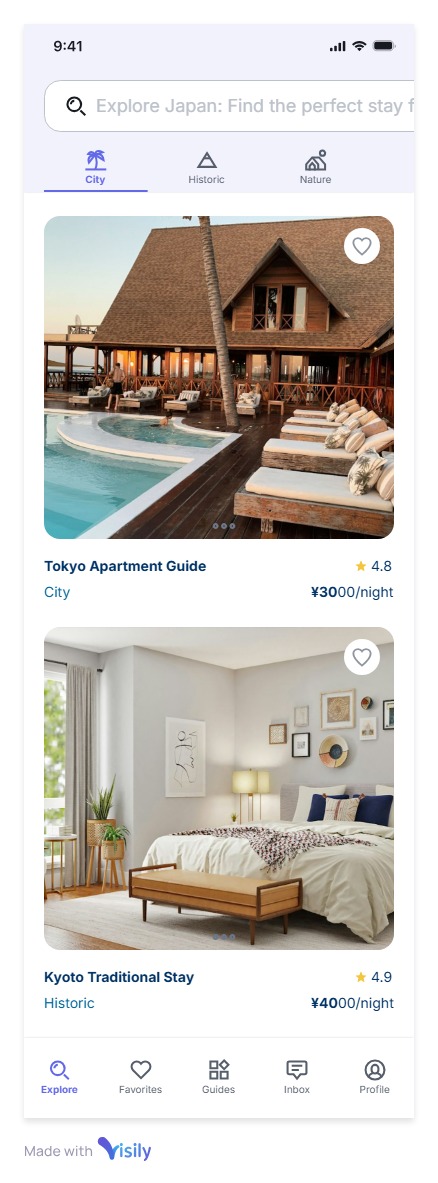 9:41
Explore Japan: Find the perfect stay f
City
Historic
Nature
Tokyo Apartment Guide
4.8
City
¥3000/night
Kyoto Traditional Stay
4.9
Historic
¥4000/night
Explore
Favorites
Guides
Inbox
Profile
Made with Visily